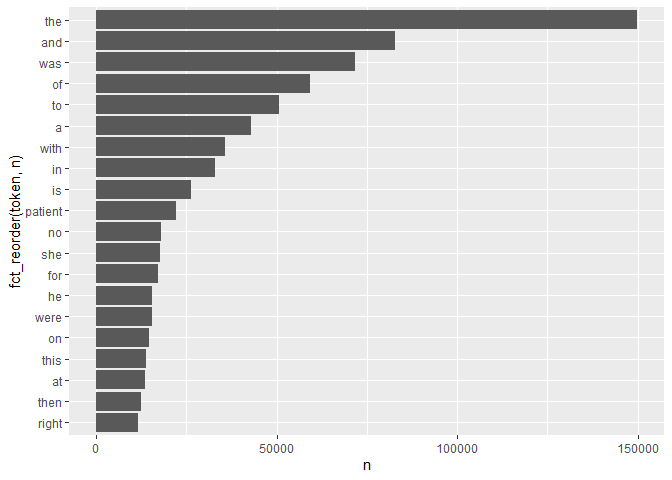 the
and
was
of
to
a
with
in
is
patient
no
she
for
he
were
on
this
at
then
right
fct_reorder(token, n)
0 50000 100000 150000
n